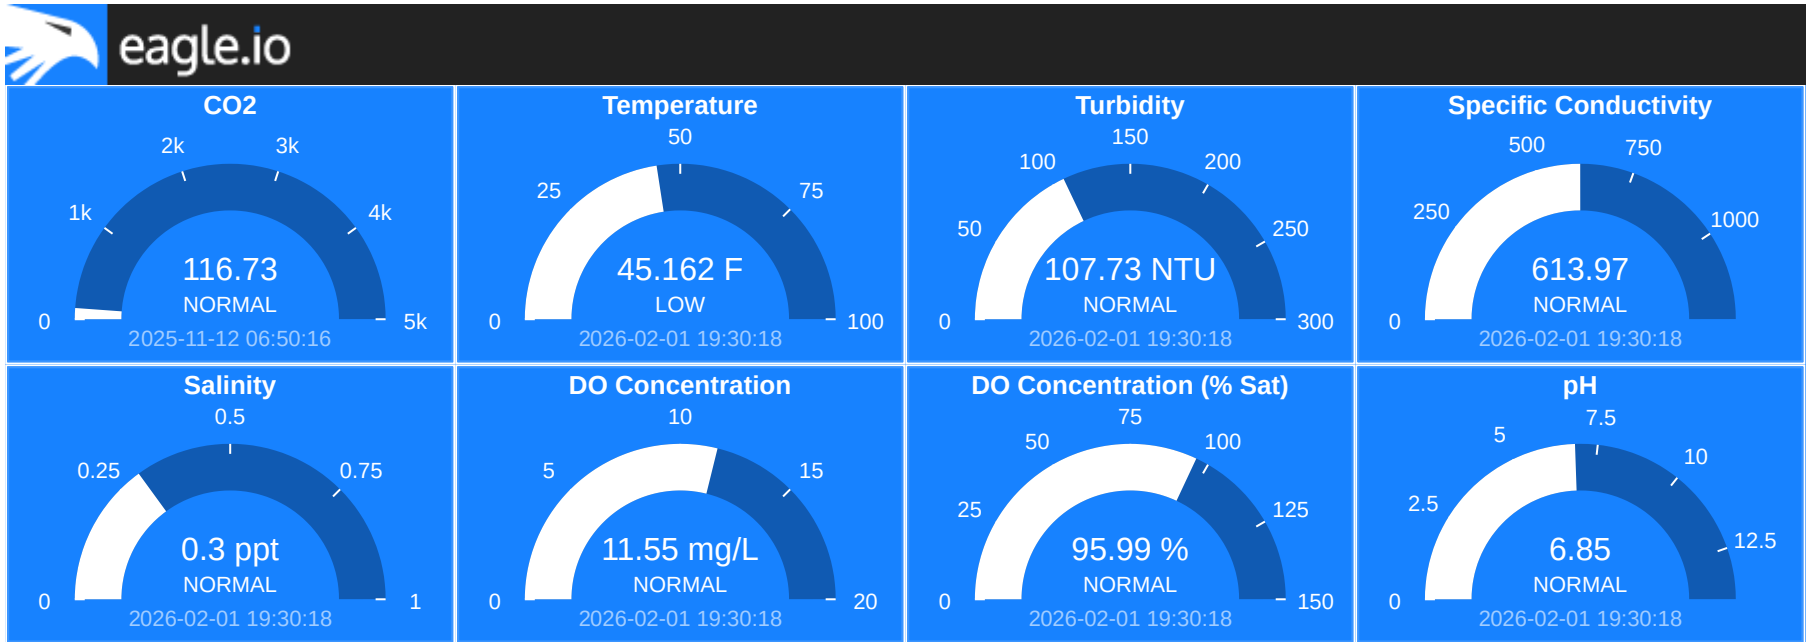 eagle.io
CO2
0
1k
2k
3k
4k
5k
116.73
NORMAL
2025-11-12 06:50:16
Temperature
0
25
50
75
100
45.162 F
LOW
2026-02-01 19:30:18
Turbidity
0
50
100
150
200
250
300
107.73 NTU
NORMAL
2026-02-01 19:30:18
Specific Conductivity
0
250
500
750
1000
613.97
NORMAL
2026-02-01 19:30:18
Salinity
0
0.25
0.5
0.75
1
0.3 ppt
NORMAL
2026-02-01 19:30:18
DO Concentration
0
5
10
15
20
11.55 mg/L
NORMAL
2026-02-01 19:30:18
DO Concentration (% Sat)
0
25
50
75
100
125
150
95.99 %
NORMAL
2026-02-01 19:30:18
pH
0
2.5
5
7.5
10
12.5
6.85
NORMAL
2026-02-01 19:30:18